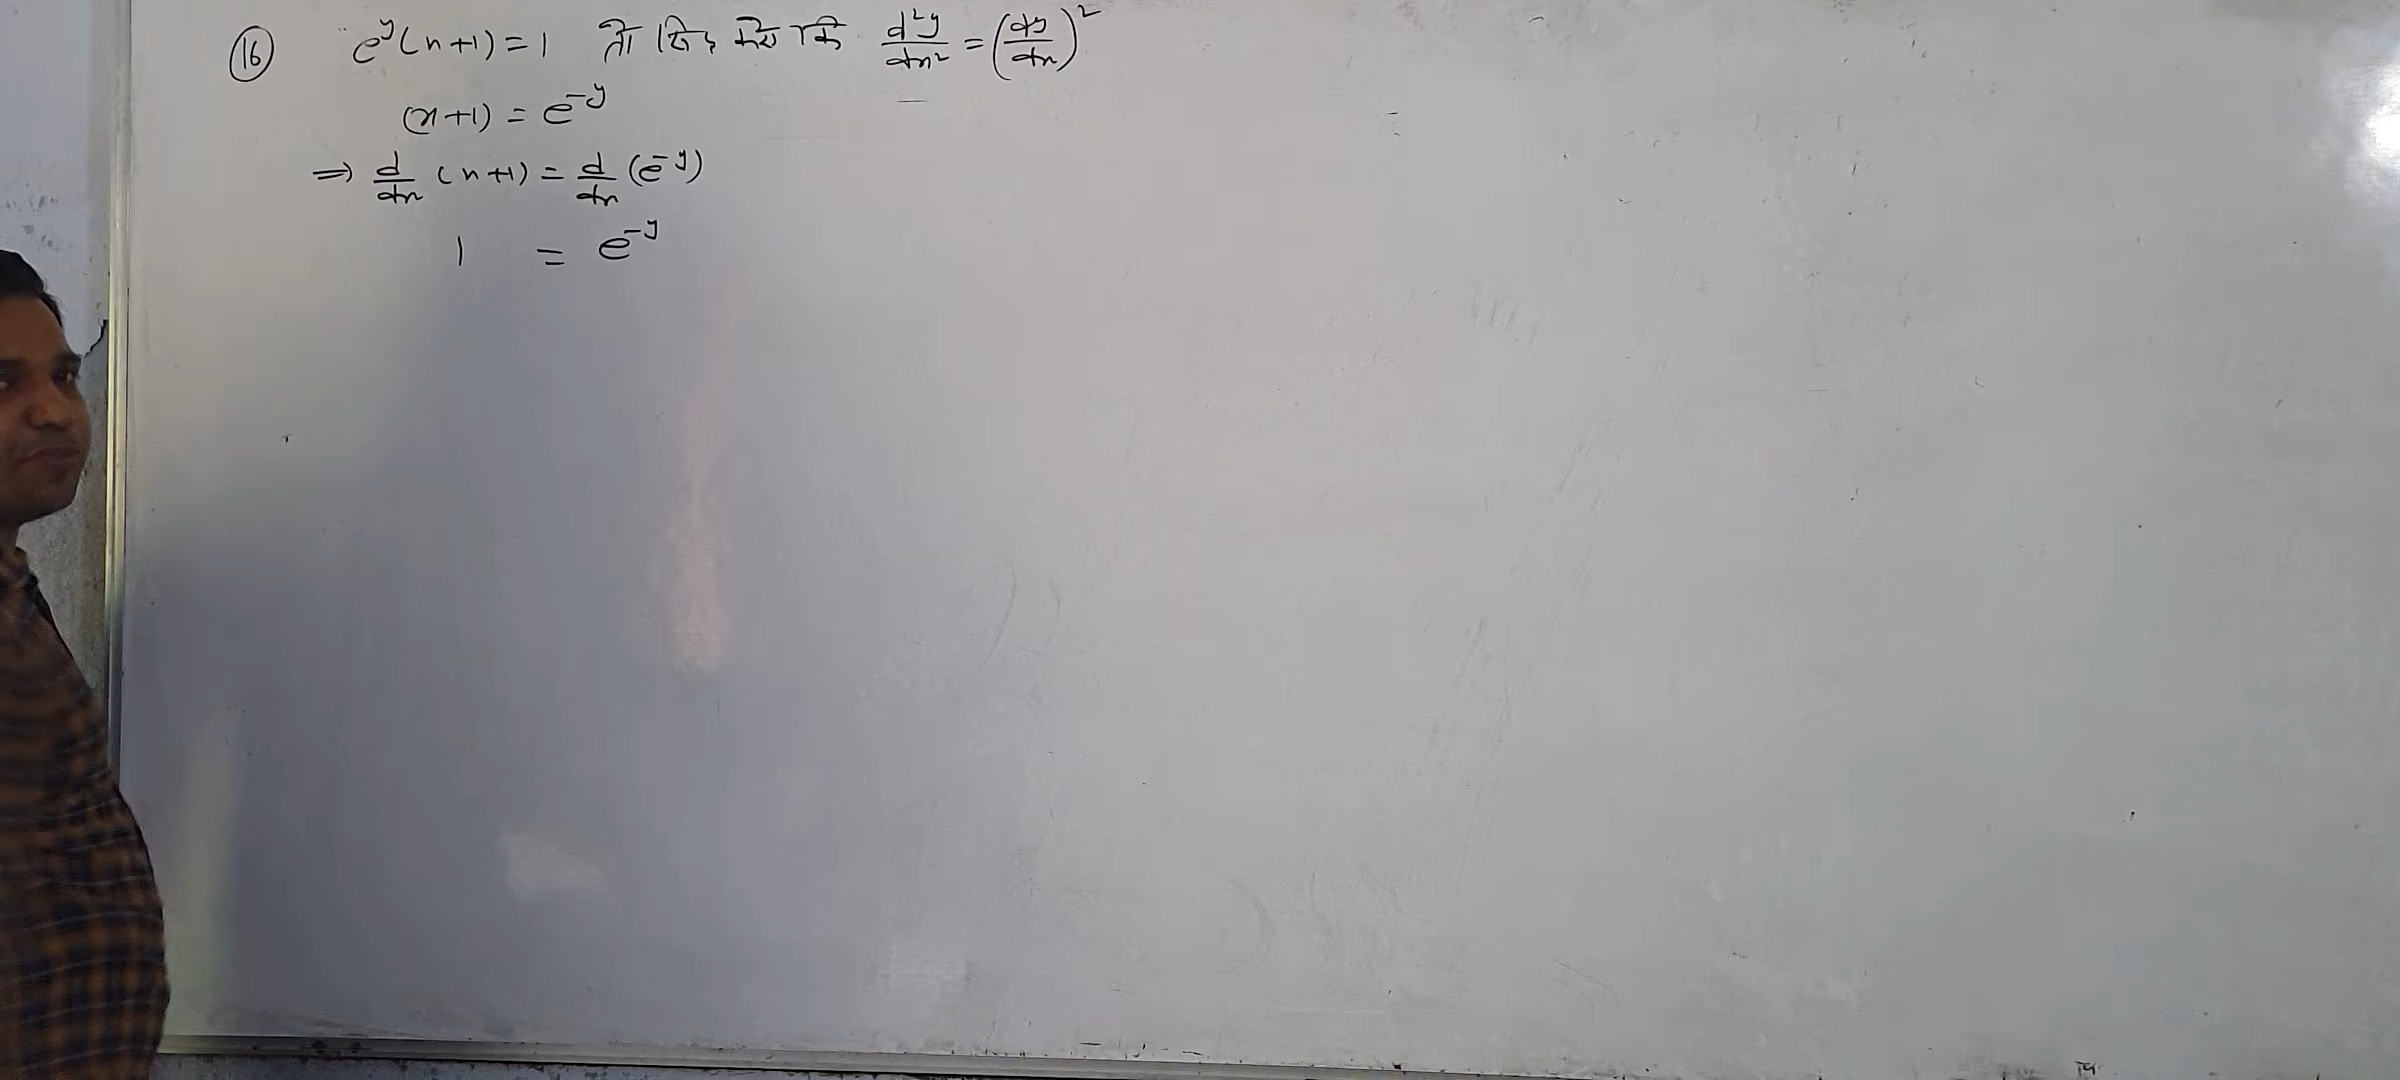 (16) e^y(x+1)=1 तो सिद्ध करो कि d²y/dx² = (dy/dx)²
(x+1) = e^-y
⇒ d/dx (x+1) = d/dx (e^-y)
1 = e^-y